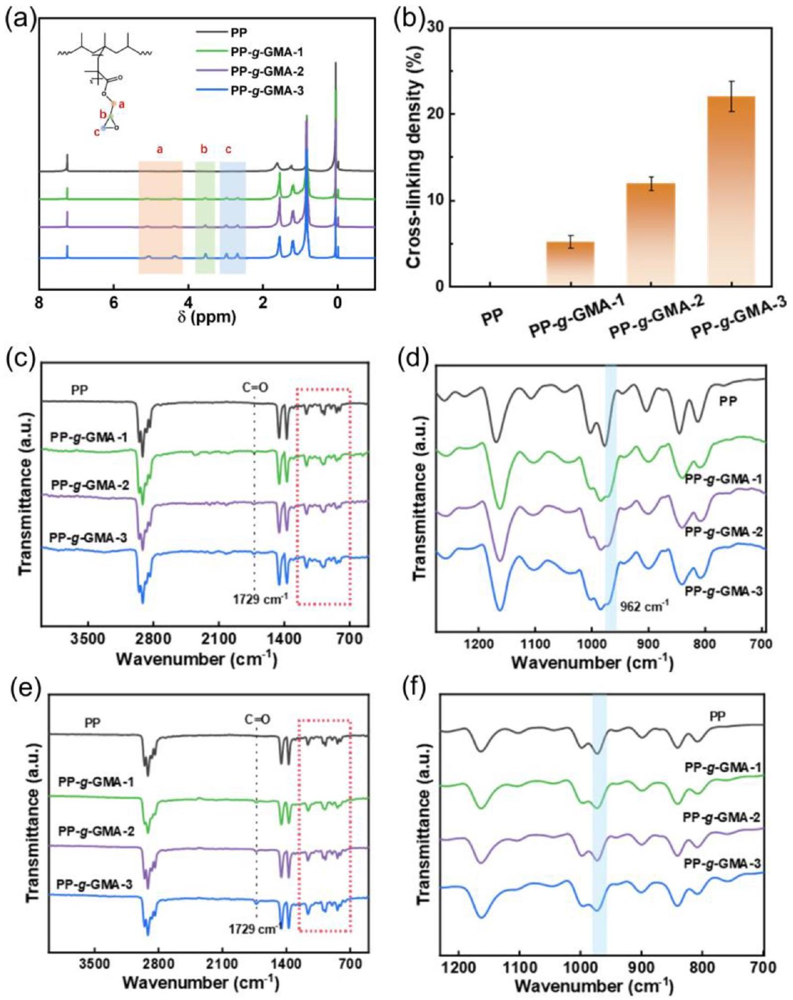 (a)
PP
PP-g-GMA-1
PP-g-GMA-2
PP-g-GMA-3
x
O
O
a
b
c
O
a b c
8 6 4 2 0
δ (ppm)
(b)
30
20
10
0
Cross-linking density (%)
PP
PP-g-GMA-1
PP-g-GMA-2
PP-g-GMA-3
(c)
PP
C=O
PP-g-GMA-1
PP-g-GMA-2
PP-g-GMA-3
1729 cm⁻¹
Transmittance (a.u.)
3500 2800 2100 1400 700
Wavenumber (cm⁻¹)
(d)
PP
PP-g-GMA-1
PP-g-GMA-2
PP-g-GMA-3
962 cm⁻¹
Transmittance (a.u.)
1200 1100 1000 900 800 700
Wavenumber (cm⁻¹)
(e)
PP
C=O
PP-g-GMA-1
PP-g-GMA-2
PP-g-GMA-3
1729 cm⁻¹
Transmittance (a.u.)
3500 2800 2100 1400 700
Wavenumber (cm⁻¹)
(f)
PP
PP-g-GMA-1
PP-g-GMA-2
PP-g-GMA-3
Transmittance (a.u.)
1200 1100 1000 900 800 700
Wavenumber (cm⁻¹)